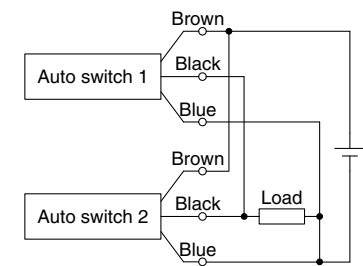 Brown
Black
Auto switch 1
Blue
Brown
Black
Load
Auto switch 2
Blue